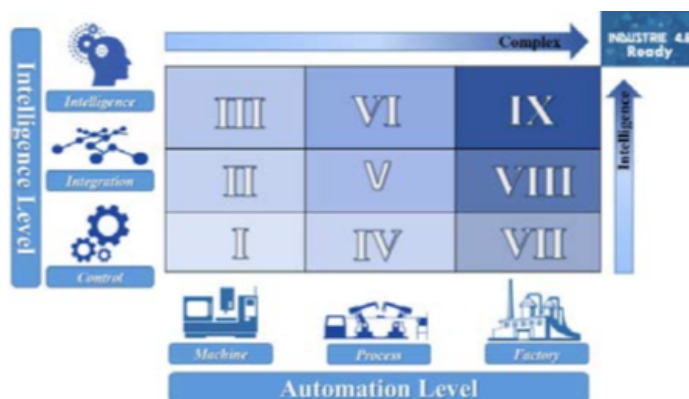 Complex
INDUSTRIE 4.0
Ready
Intelligence Level
Intelligence
Integration
Control
III VI IX
II V VIII
I IV VII
Intelligence
Machine Process Factory
Automation Level